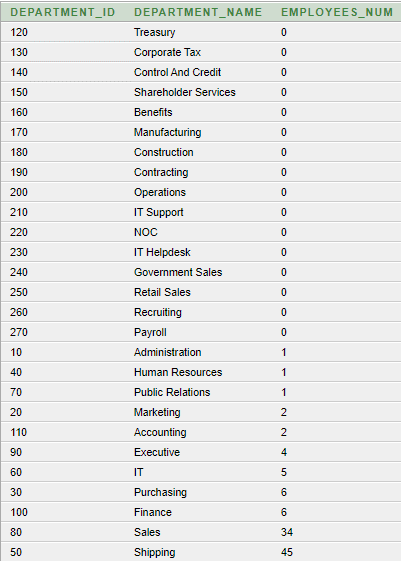 DEPARTMENT_ID DEPARTMENT_NAME EMPLOYEES_NUM
120 Treasury 0
130 Corporate Tax 0
140 Control And Credit 0
150 Shareholder Services 0
160 Benefits 0
170 Manufacturing 0
180 Construction 0
190 Contracting 0
200 Operations 0
210 IT Support 0
220 NOC 0
230 IT Helpdesk 0
240 Government Sales 0
250 Retail Sales 0
260 Recruiting 0
270 Payroll 0
10 Administration 1
40 Human Resources 1
70 Public Relations 1
20 Marketing 2
110 Accounting 2
90 Executive 4
60 IT 5
30 Purchasing 6
100 Finance 6
80 Sales 34
50 Shipping 45